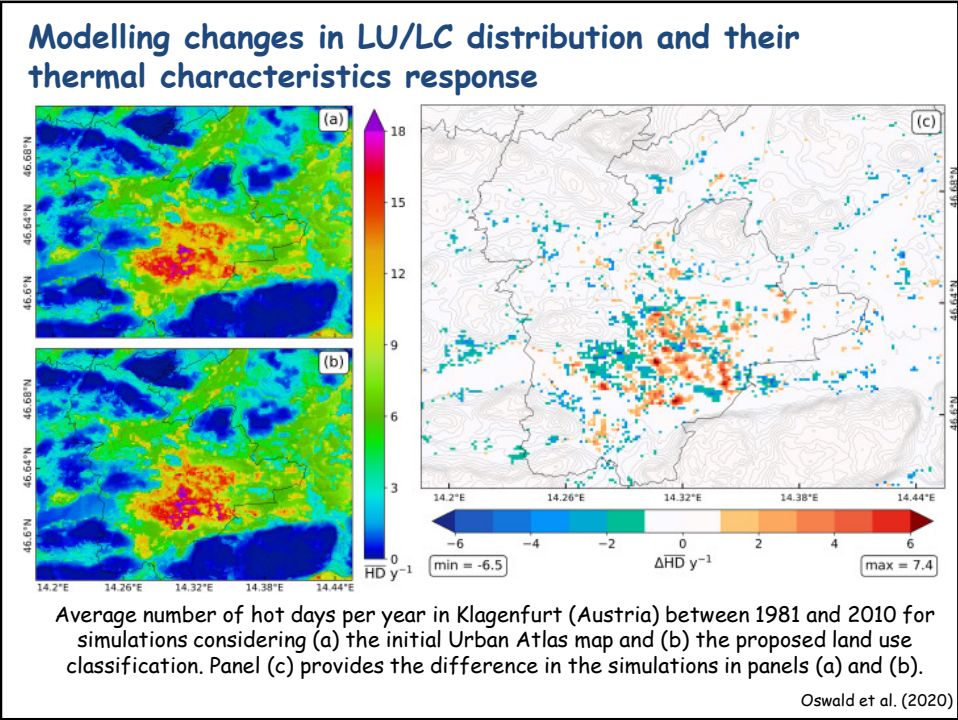 Modelling changes in LU/LC distribution and their
thermal characteristics response
(a)
46.68°N
46.64°N
46.6°N
18
15
12
9
6
3
0
HD y⁻¹
(b)
46.68°N
46.64°N
46.6°N
14.2°E 14.26°E 14.32°E 14.38°E 14.44°E
(c)
46.68°N
46.64°N
46.6°N
14.2°E 14.26°E 14.32°E 14.38°E 14.44°E
−6 −4 −2 0 2 4 6
min = -6.5
ΔHD y⁻¹
max = 7.4
Average number of hot days per year in Klagenfurt (Austria) between 1981 and 2010 for
simulations considering (a) the initial Urban Atlas map and (b) the proposed land use
classification. Panel (c) provides the difference in the simulations in panels (a) and (b).
Oswald et al. (2020)